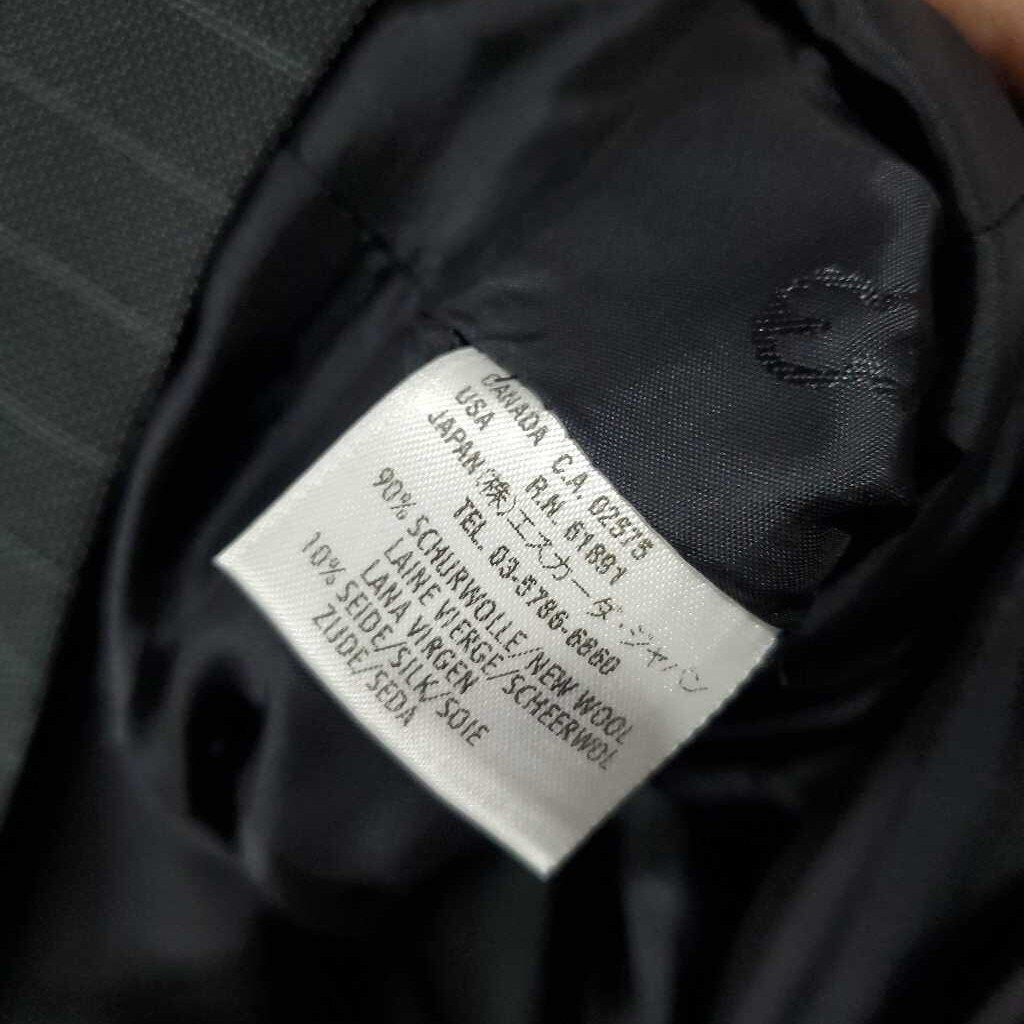 CANADA C.A. 02575
USA R.N. 61891
JAPAN(株)エスカーダ・ジャパン
TEL. 03-5786-6860
90% SCHURWOLLE/NEW WOOL
LAINE VIERGE/SCHEERWOL
LANA VIRGEN
10% SEIDE/SILK/SOIE
ZIJDE/SEDA